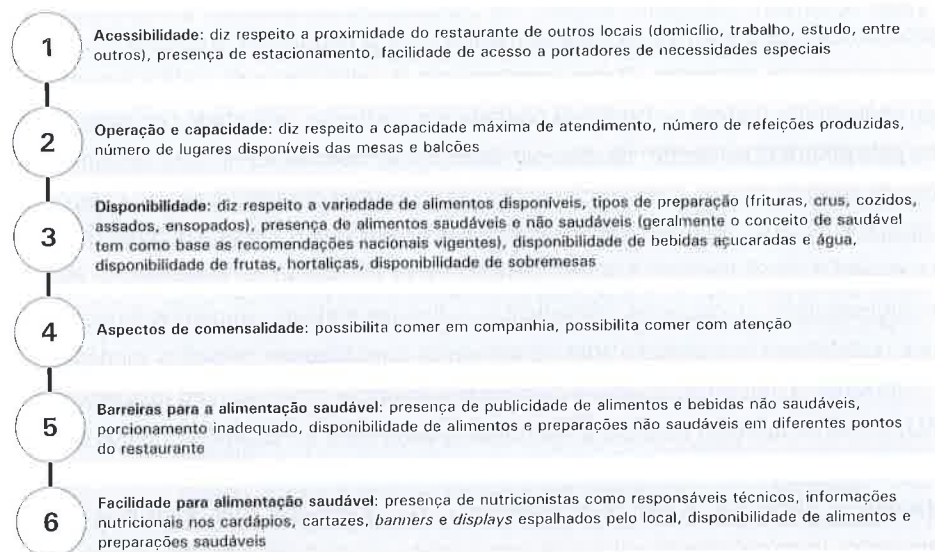 1
Acessibilidade: diz respeito a proximidade do restaurante de outros locais (domicílio, trabalho, estudo, entre
outros), presença de estacionamento, facilidade de acesso a portadores de necessidades especiais
2
Operação e capacidade: diz respeito a capacidade máxima de atendimento, número de refeições produzidas,
número de lugares disponíveis das mesas e balcões
3
Disponibilidade: diz respeito a variedade de alimentos disponíveis, tipos de preparação (frituras, crus, cozidos,
assados, ensopados), presença de alimentos saudáveis e não saudáveis (geralmente o conceito de saudável
tem como base as recomendações nacionais vigentes), disponibilidade de bebidas açucaradas e água,
disponibilidade de frutas, hortaliças, disponibilidade de sobremesas
4
Aspectos de comensalidade: possibilita comer em companhia, possibilita comer com atenção
5
Barreiras para a alimentação saudável: presença de publicidade de alimentos e bebidas não saudáveis,
porcionamento inadequado, disponibilidade de alimentos e preparações não saudáveis em diferentes pontos
do restaurante
6
Facilidade para alimentação saudável: presença de nutricionistas como responsáveis técnicos, informações
nutricionais nos cardápios, cartazes, banners e displays espalhados pelo local, disponibilidade de alimentos e
preparações saudáveis